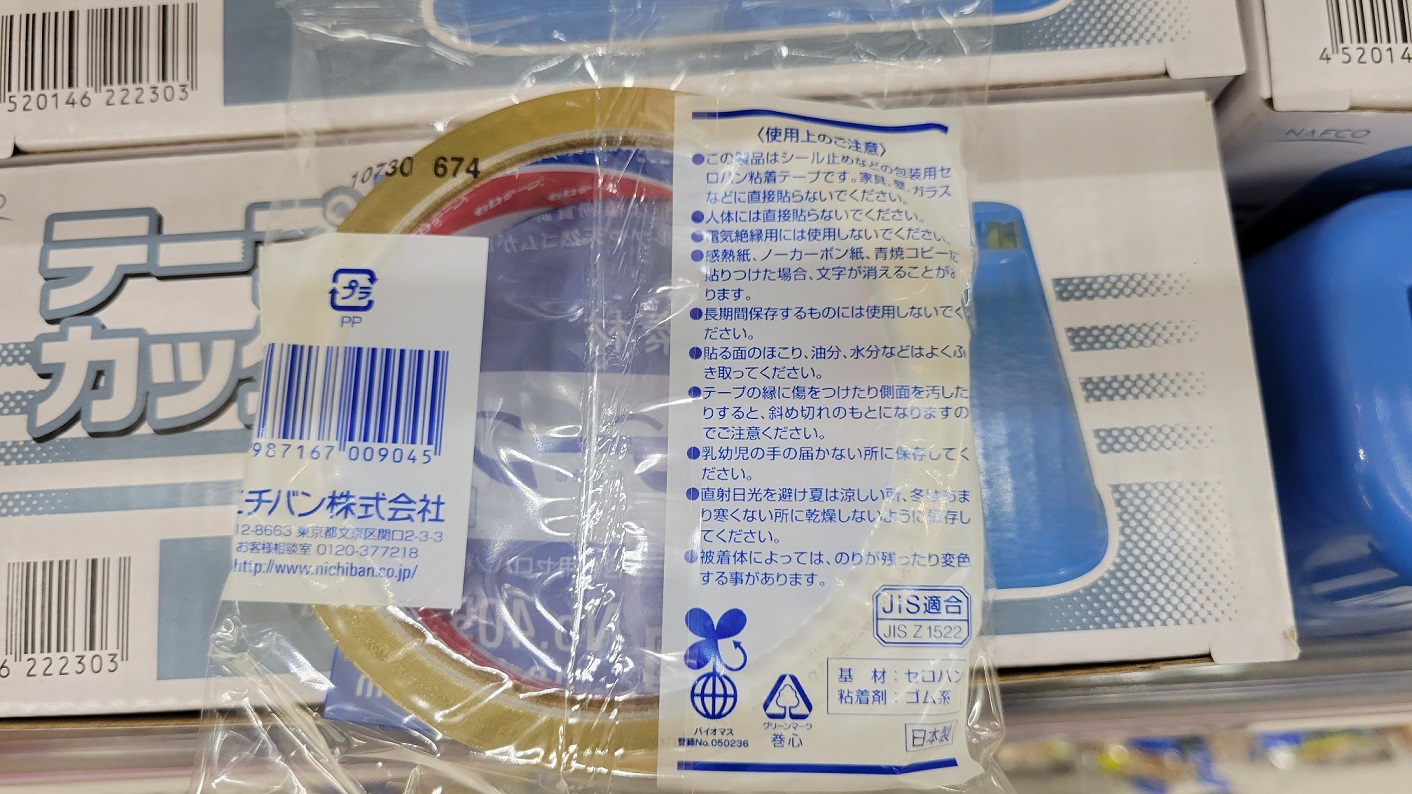 520146 222303
4 52014
NAFCO
テープ
カッ
6 222303
10730 674
プラ
PP
987167 009045
ニチバン株式会社
12-8663 東京都文京区関口2-3-3
お客様相談室 0120-377218
http://www.nichiban.co.jp/
〈使用上のご注意〉
●この製品はシール止めなどの包装用セ
ロハン粘着テープです。家具、壁、ガラス
などに直接貼らないでください。
●人体には直接貼らないでください。
●電気絶縁用には使用しないでください。
●感熱紙、ノーカーボン紙、青焼コピーに
貼りつけた場合、文字が消えることがあ
ります。
●長期間保存するものには使用しないでく
ださい。
●貼る面のほこり、油分、水分などはよくふ
き取ってください。
●テープの縁に傷をつけたり側面を汚した
りすると、斜め切れのもとになりますの
でご注意ください。
●乳幼児の手の届かない所に保存してく
ださい。
●直射日光を避け夏は涼しい所、冬はあま
り寒くない所に乾燥しないように保存し
てください。
●被着体によっては、のりが残ったり変色
する事があります。
JIS適合
JIS Z 1522
バイオマス
登録No.050236
グリーンマーク
巻心
基 材：セロハン
粘着剤：ゴム系
日本製
No.405